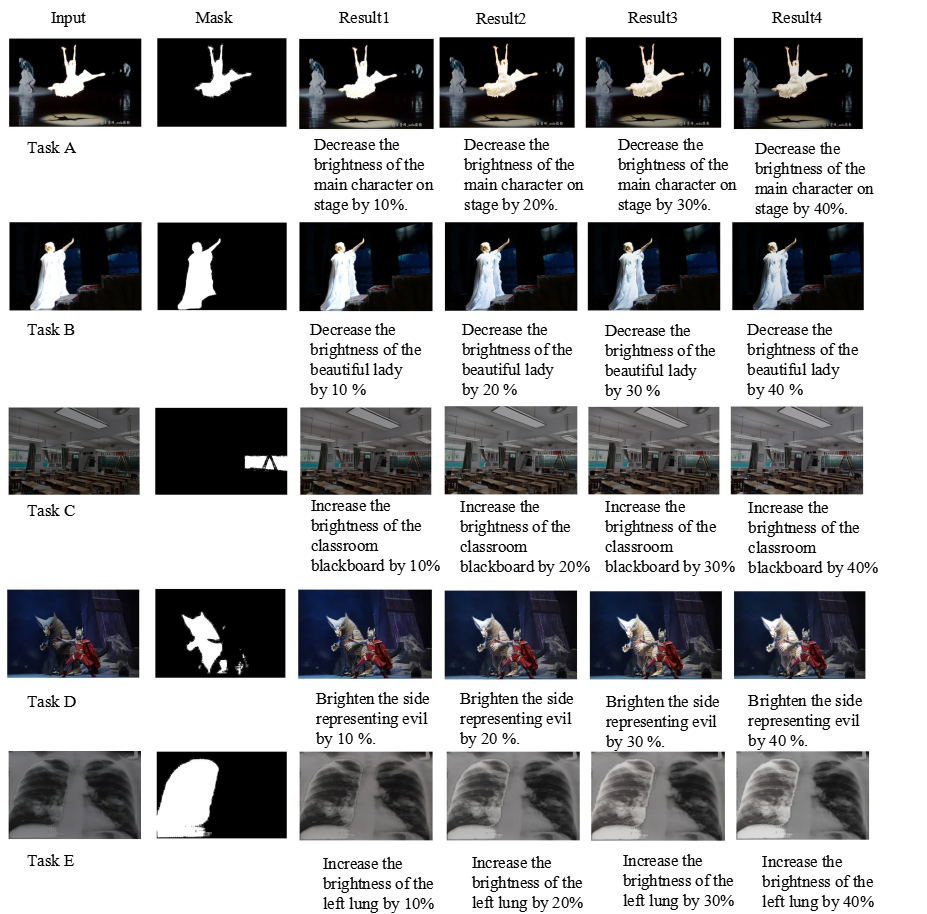 Input Mask Result1 Result2 Result3 Result4
Task A
Decrease the
brightness of the
main character on
stage by 10%.
Decrease the
brightness of the
main character on
stage by 20%.
Decrease the
brightness of the
main character on
stage by 30%.
Decrease the
brightness of the
main character on
stage by 40%.
Task B
Decrease the
brightness of the
beautiful lady
by 10 %
Decrease the
brightness of the
beautiful lady
by 20 %
Decrease the
brightness of the
beautiful lady
by 30 %
Decrease the
brightness of the
beautiful lady
by 40 %
Task C
Increase the
brightness of the
classroom
blackboard by 10%
Increase the
brightness of the
classroom
blackboard by 20%
Increase the
brightness of the
classroom
blackboard by 30%
Increase the
brightness of the
classroom
blackboard by 40%
Task D
Brighten the side
representing evil
by 10 %.
Brighten the side
representing evil
by 20 %.
Brighten the side
representing evil
by 30 %.
Brighten the side
representing evil
by 40 %.
Task E
Increase the
brightness of the
left lung by 10%
Increase the
brightness of the
left lung by 20%
Increase the
brightness of the
left lung by 30%
Increase the
brightness of the
left lung by 40%